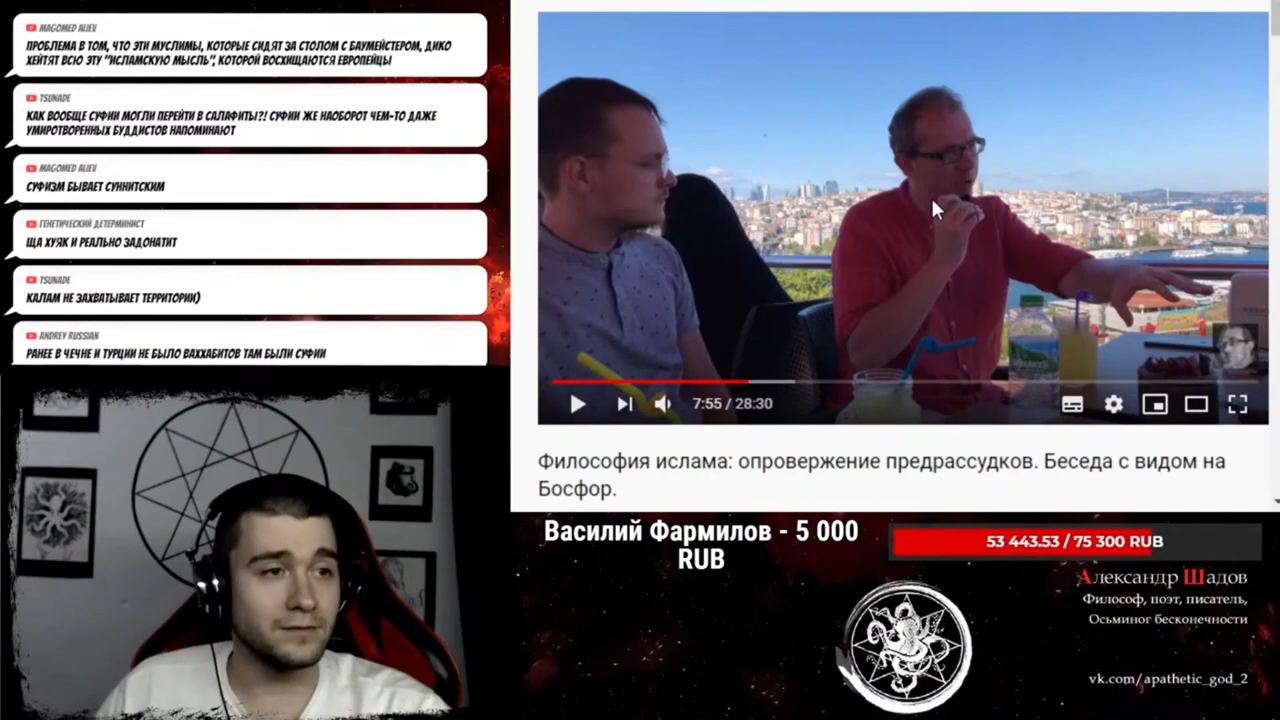 MAGOMED ALIEV
ПРОБЛЕМА В ТОМ, ЧТО ЭТИ МУСЛИМЫ, КОТОРЫЕ СИДЯТ ЗА СТОЛОМ С БАУМЕЙСТЕРОМ, ДИКО
ХЕЙТЯТ ВСЮ ЭТУ "ИСЛАМСКУЮ МЫСЛЬ", КОТОРОЙ ВОСХИЩАЮТСЯ ЕВРОПЕЙЦЫ
TSUNADE
КАК ВООБЩЕ СУФИИ МОГЛИ ПЕРЕЙТИ В САЛАФИТЫ?! СУФИИ ЖЕ НАОБОРОТ ЧЕМ-ТО ДАЖЕ
УМИРОТВОРЕННЫХ БУДДИСТОВ НАПОМИНАЮТ
MAGOMED ALIEV
СУФИЗМ БЫВАЕТ СУННИТСКИМ
ГЕНЕТИЧЕСКИЙ ДЕТЕРМИНИСТ
ЩА ХУЯК И РЕАЛЬНО ЗАДОНАТИТ
TSUNADE
КАЛАМ НЕ ЗАХВАТЫВАЕТ ТЕРРИТОРИИ)
ANDREY RUSSIAN
РАНЕЕ В ЧЕЧНЕ И ТУРЦИИ НЕ БЫЛО ВАХХАБИТОВ ТАМ БЫЛИ СУФИИ
7:55 / 28:30
Философия ислама: опровержение предрассудков. Беседа с видом на
Босфор.
Василий Фармилов - 5 000
RUB
53 443.53 / 75 300 RUB
Александр Шадов
Философ, поэт, писатель,
Осьминог бесконечности
vk.com/apathetic_god_2